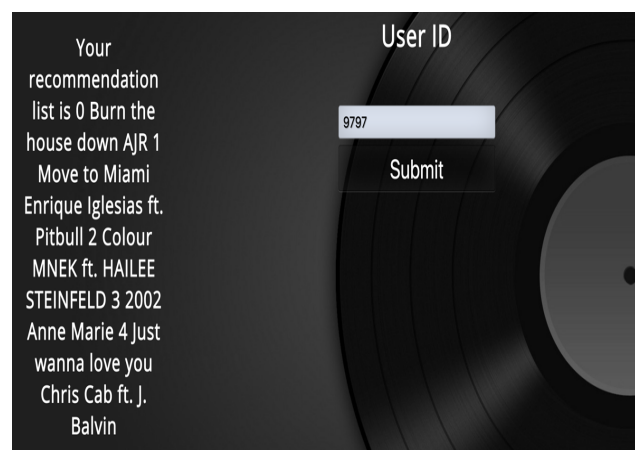 Your
recommendation
list is 0 Burn the
house down AJR 1
Move to Miami
Enrique Iglesias ft.
Pitbull 2 Colour
MNEK ft. HAILEE
STEINFELD 3 2002
Anne Marie 4 Just
wanna love you
Chris Cab ft. J.
Balvin
User ID
9797
Submit